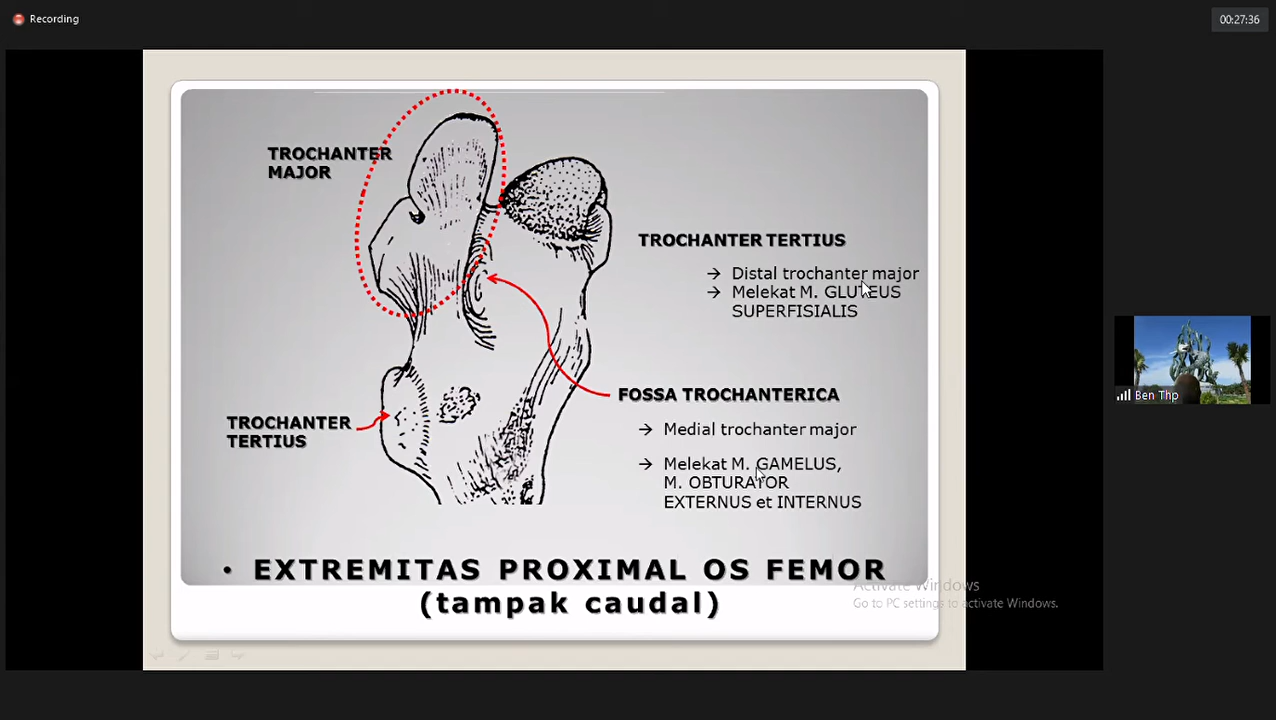 Recording
00:27:36
TROCHANTER
MAJOR
TROCHANTER TERTIUS
→ Distal trochanter major
→ Melekat M. GLUTEUS
SUPERFISIALIS
FOSSA TROCHANTERICA
→ Medial trochanter major
→ Melekat M. GAMELUS,
M. OBTURATOR
EXTERNUS et INTERNUS
TROCHANTER
TERTIUS
• EXTREMITAS PROXIMAL OS FEMOR
(tampak caudal)
Activate Windows
Go to PC settings to activate Windows.
Ben Thp